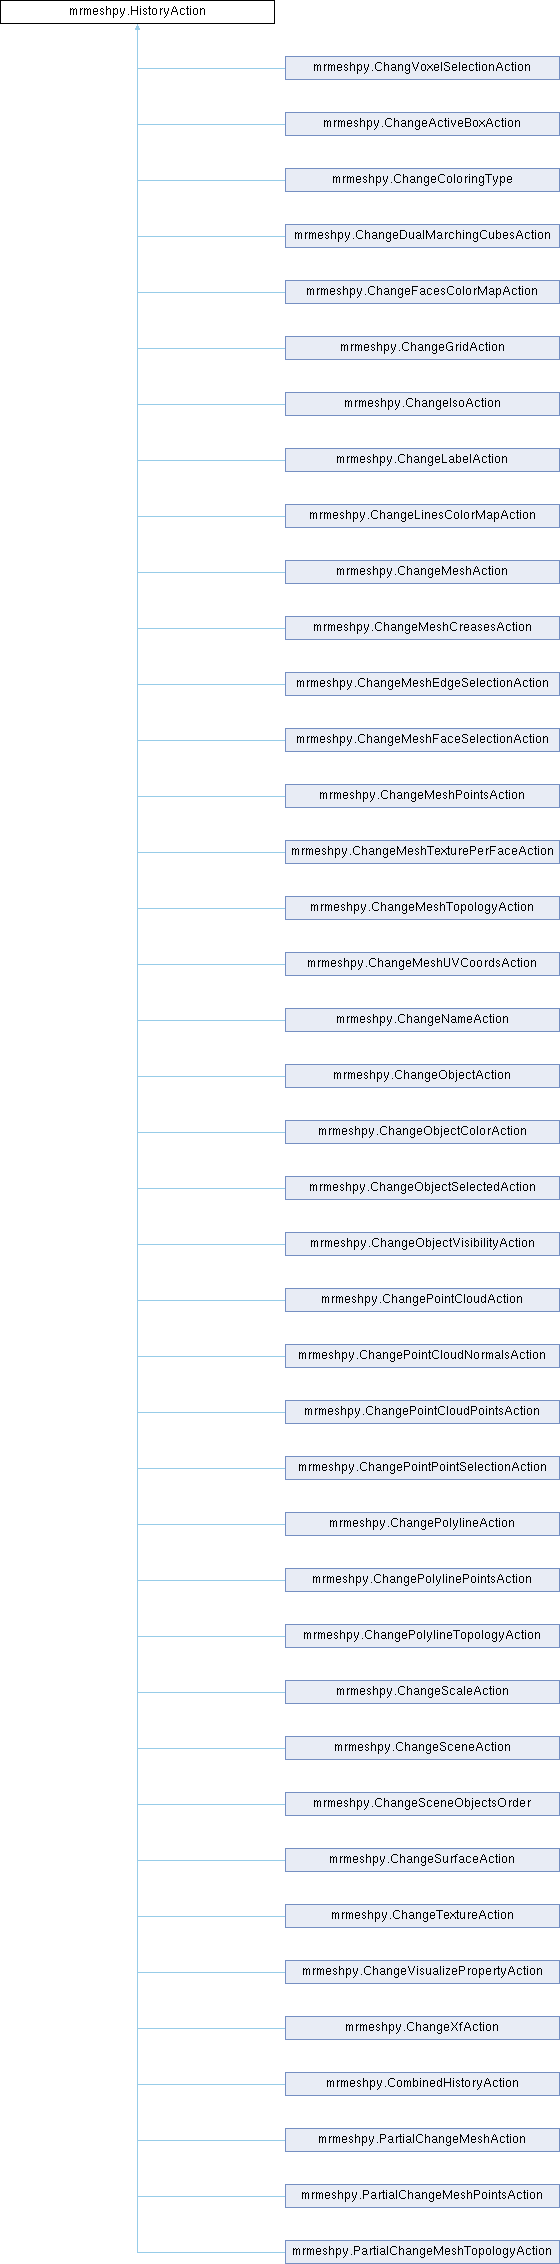 mrmeshpy.HistoryAction
mrmeshpy.ChangVoxelSelectionAction
mrmeshpy.ChangeActiveBoxAction
mrmeshpy.ChangeColoringType
mrmeshpy.ChangeDualMarchingCubesAction
mrmeshpy.ChangeFacesColorMapAction
mrmeshpy.ChangeGridAction
mrmeshpy.ChangeIsoAction
mrmeshpy.ChangeLabelAction
mrmeshpy.ChangeLinesColorMapAction
mrmeshpy.ChangeMeshAction
mrmeshpy.ChangeMeshCreasesAction
mrmeshpy.ChangeMeshEdgeSelectionAction
mrmeshpy.ChangeMeshFaceSelectionAction
mrmeshpy.ChangeMeshPointsAction
mrmeshpy.ChangeMeshTexturePerFaceAction
mrmeshpy.ChangeMeshTopologyAction
mrmeshpy.ChangeMeshUVCoordsAction
mrmeshpy.ChangeNameAction
mrmeshpy.ChangeObjectAction
mrmeshpy.ChangeObjectColorAction
mrmeshpy.ChangeObjectSelectedAction
mrmeshpy.ChangeObjectVisibilityAction
mrmeshpy.ChangePointCloudAction
mrmeshpy.ChangePointCloudNormalsAction
mrmeshpy.ChangePointCloudPointsAction
mrmeshpy.ChangePointPointSelectionAction
mrmeshpy.ChangePolylineAction
mrmeshpy.ChangePolylinePointsAction
mrmeshpy.ChangePolylineTopologyAction
mrmeshpy.ChangeScaleAction
mrmeshpy.ChangeSceneAction
mrmeshpy.ChangeSceneObjectsOrder
mrmeshpy.ChangeSurfaceAction
mrmeshpy.ChangeTextureAction
mrmeshpy.ChangeVisualizePropertyAction
mrmeshpy.ChangeXfAction
mrmeshpy.CombinedHistoryAction
mrmeshpy.PartialChangeMeshAction
mrmeshpy.PartialChangeMeshPointsAction
mrmeshpy.PartialChangeMeshTopologyAction